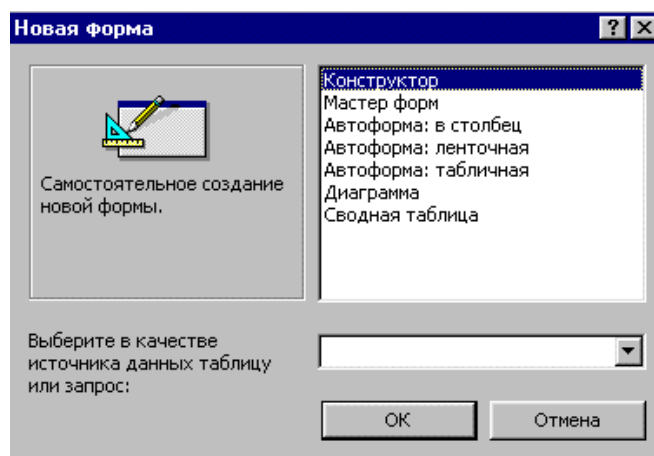 Новая форма
Конструктор
Мастер форм
Автоформа: в столбец
Автоформа: ленточная
Автоформа: табличная
Диаграмма
Сводная таблица
Самостоятельное создание
новой формы.
Выберите в качестве
источника данных таблицу
или запрос:
ОК
Отмена